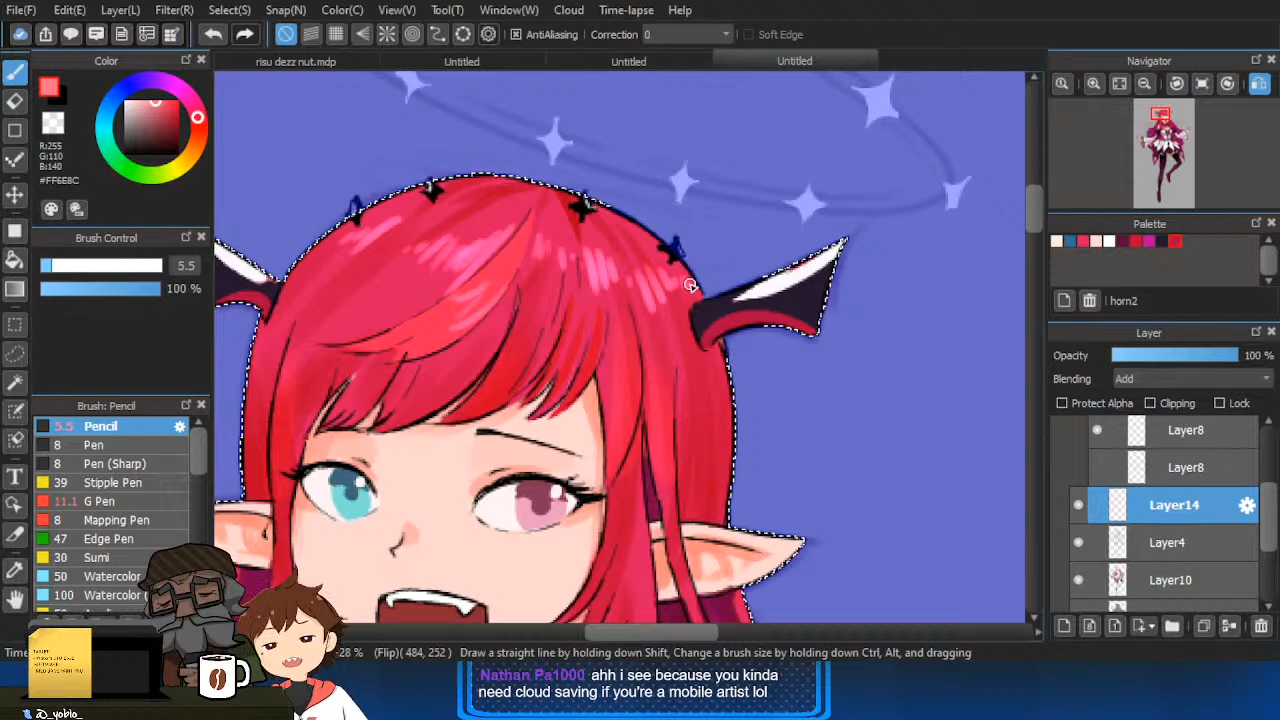 File(F) Edit(E) Layer(L) Filter(R) Select(S) Snap(N) Color(C) View(V) Tool(T) Window(W) Cloud Time-lapse Help
AntiAliasing Correction 0 Soft Edge
Color
risu dezz nut.mdp Untitled Untitled Untitled
Navigator
R:255
G:110
B:140
#FF6E8C
Palette
Brush Control
5.5
100 %
horn2
Layer
Opacity 100 %
Blending Add
Protect Alpha Clipping Lock
Layer8
Layer8
Layer14
Layer4
Layer10
Brush: Pencil
5.5 Pencil
8 Pen
8 Pen (Sharp)
39 Stipple Pen
11.1 G Pen
8 Mapping Pen
47 Edge Pen
30 Sumi
50 Watercolor
100 Watercolor
-28 % (Flip)( 484, 252 ) Draw a straight line by holding down Shift, Change a brush size by holding down Ctrl, Alt, and dragging
Nathan Pa1000 ahh i see because you kinda
need cloud saving if you're a mobile artist lol